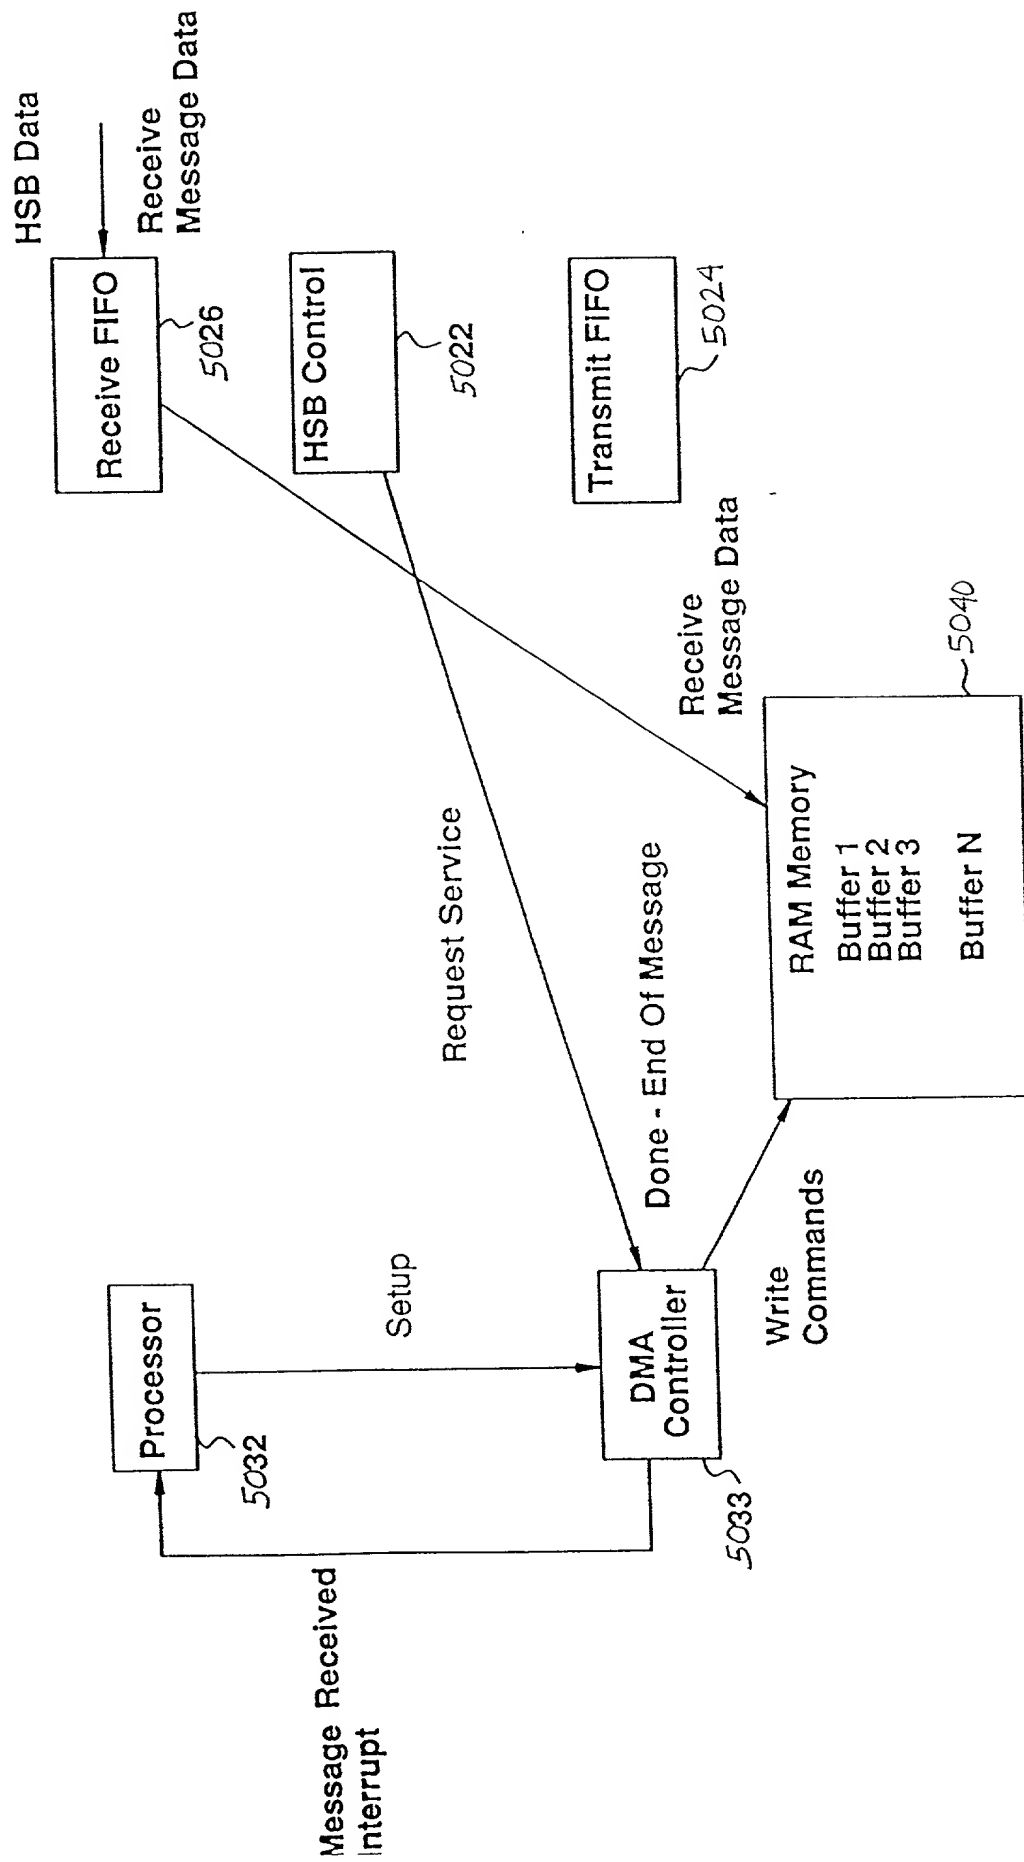 Message Received
Interrupt
Processor
5032
Setup
DMA
Controller
5033
Write
Commands
Done - End Of Message
Request Service
RAM Memory
Buffer 1
Buffer 2
Buffer 3
Buffer N
5040
Receive
Message Data
HSB Data
Receive FIFO
5026
Receive
Message Data
HSB Control
5022
Transmit FIFO
5024